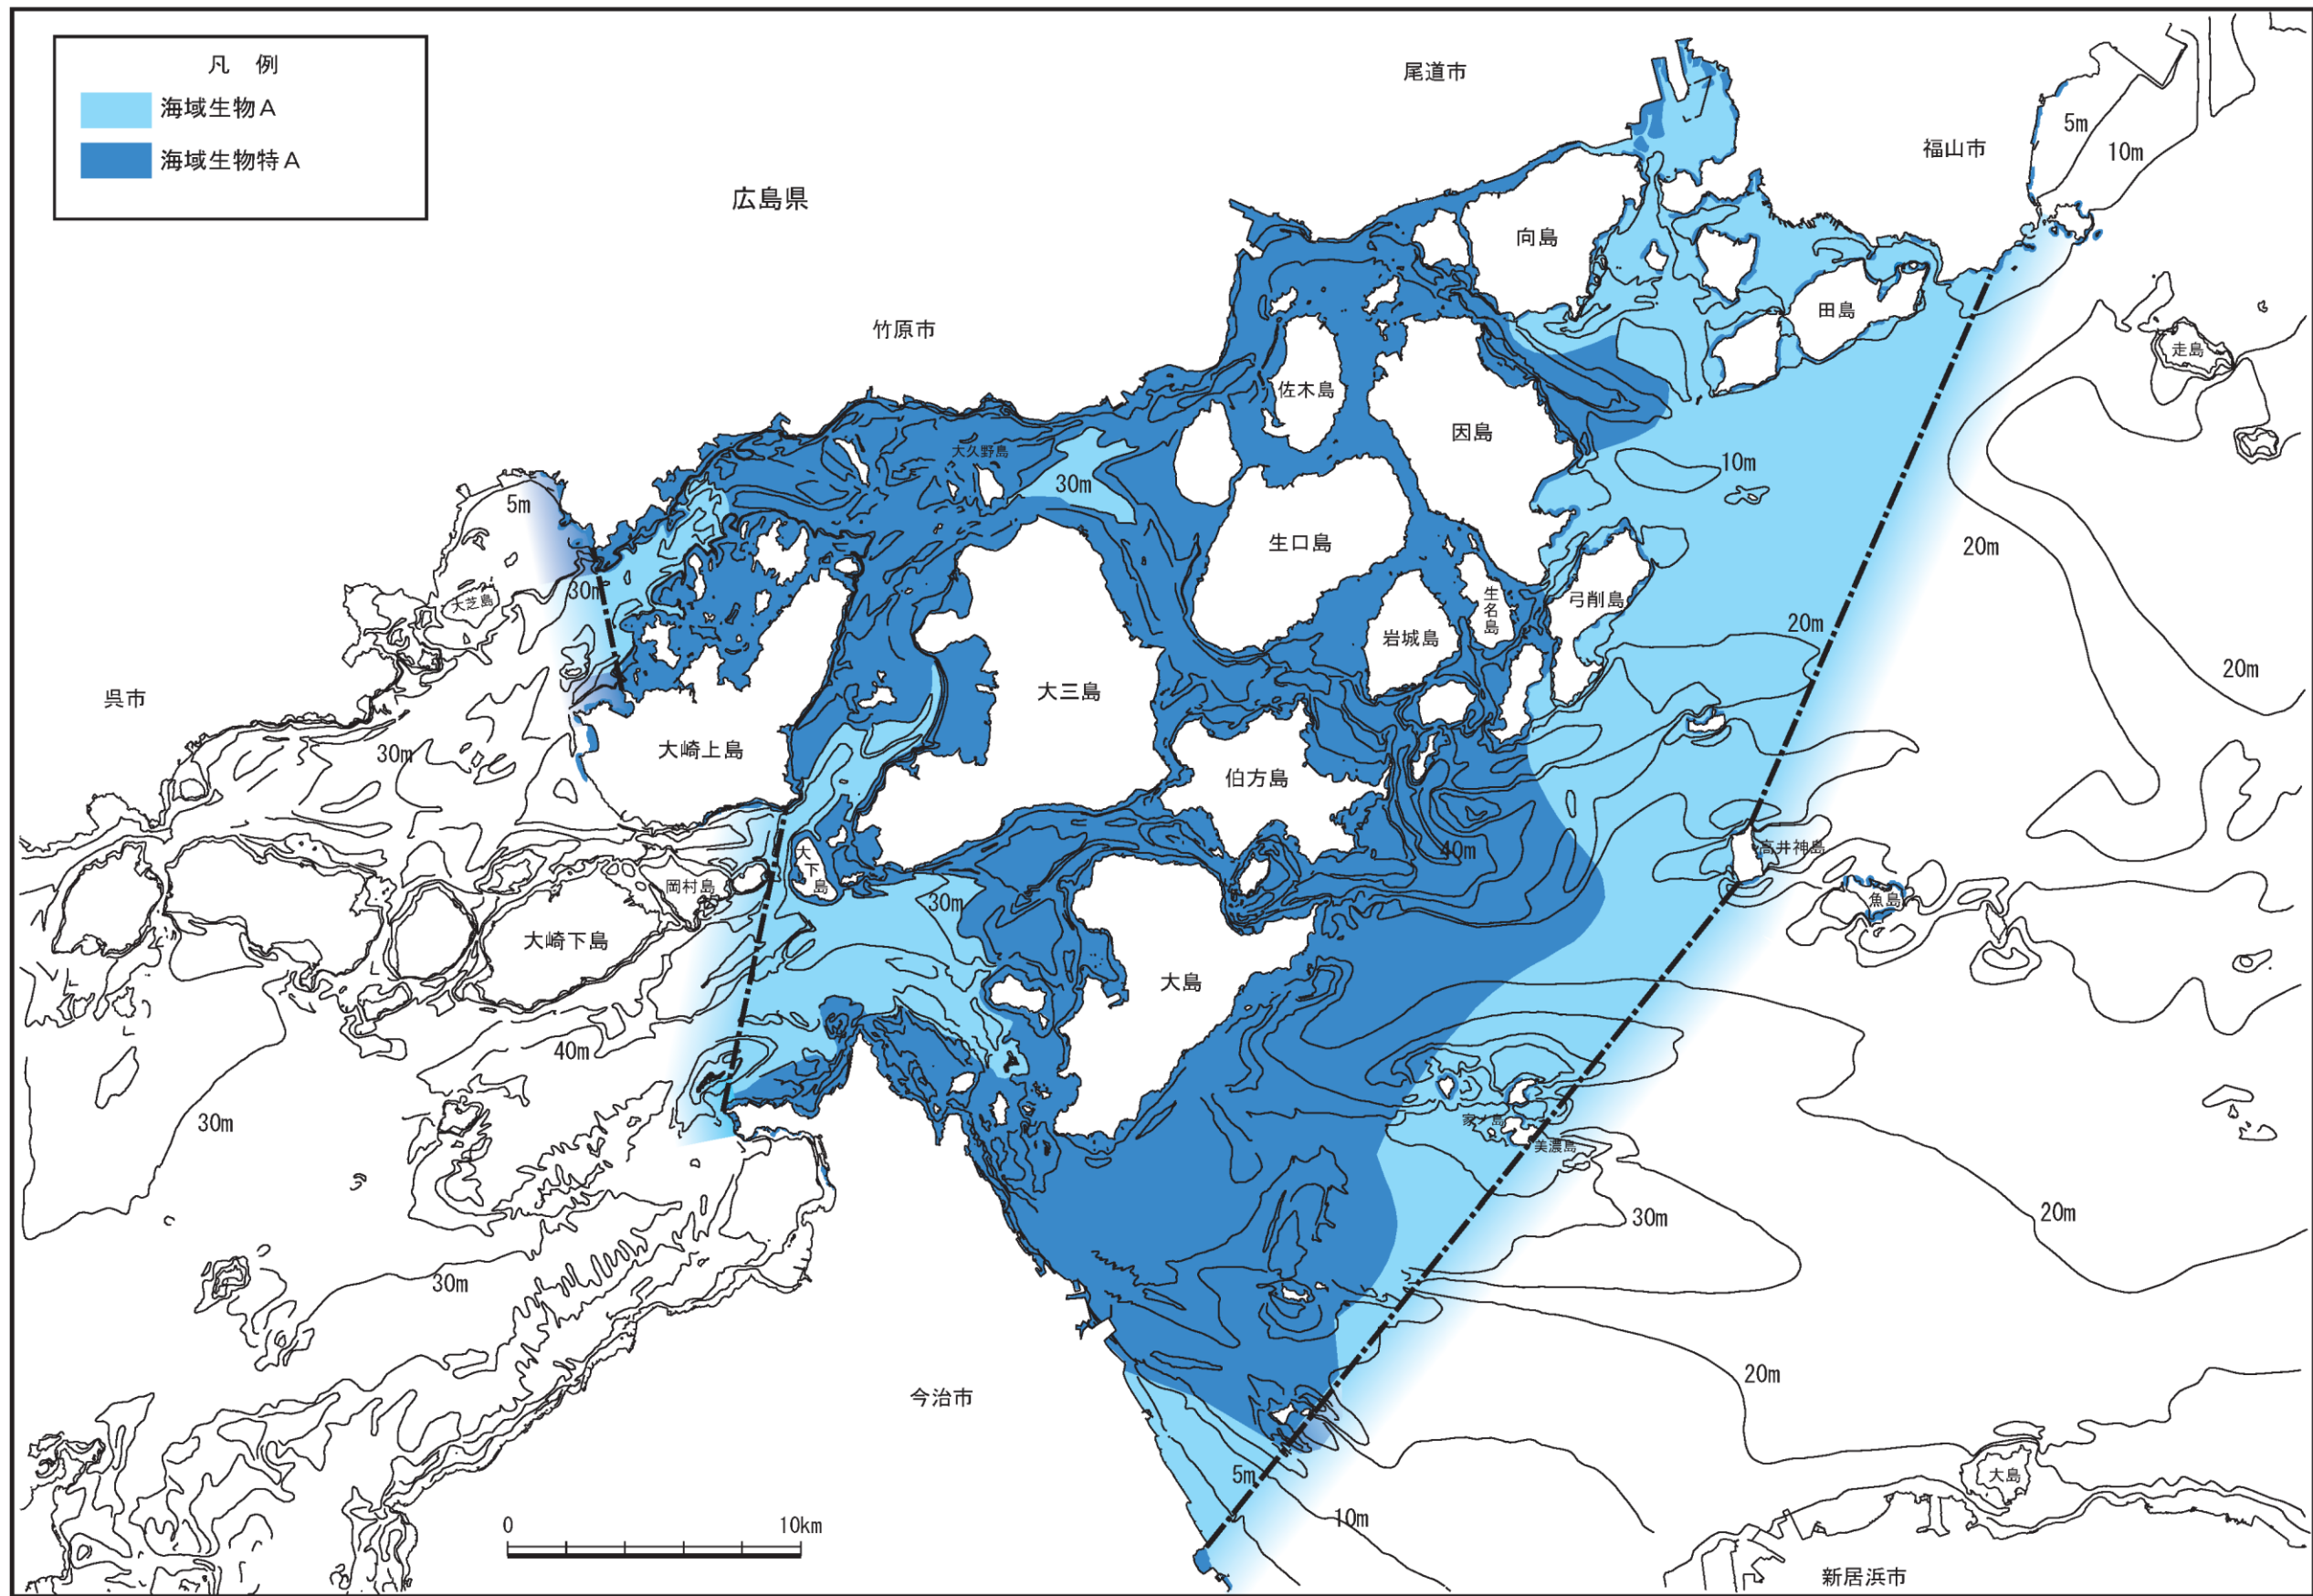 凡 例
海域生物A
海域生物特A
尾道市
福山市
5m
10m
広島県
向島
田島
竹原市
走島
佐木島
因島
大久野島
10m
30m
5m
20m
生口島
30m
大芝島
生名島
弓削島
20m
岩城島
20m
呉市
大三島
30m
大崎上島
伯方島
40m
高井神島
大下島
岡村島
魚島
30m
大崎下島
大島
40m
30m
家ノ島
美濃島
30m
20m
30m
20m
今治市
5m
大島
10m
0 10km
新居浜市